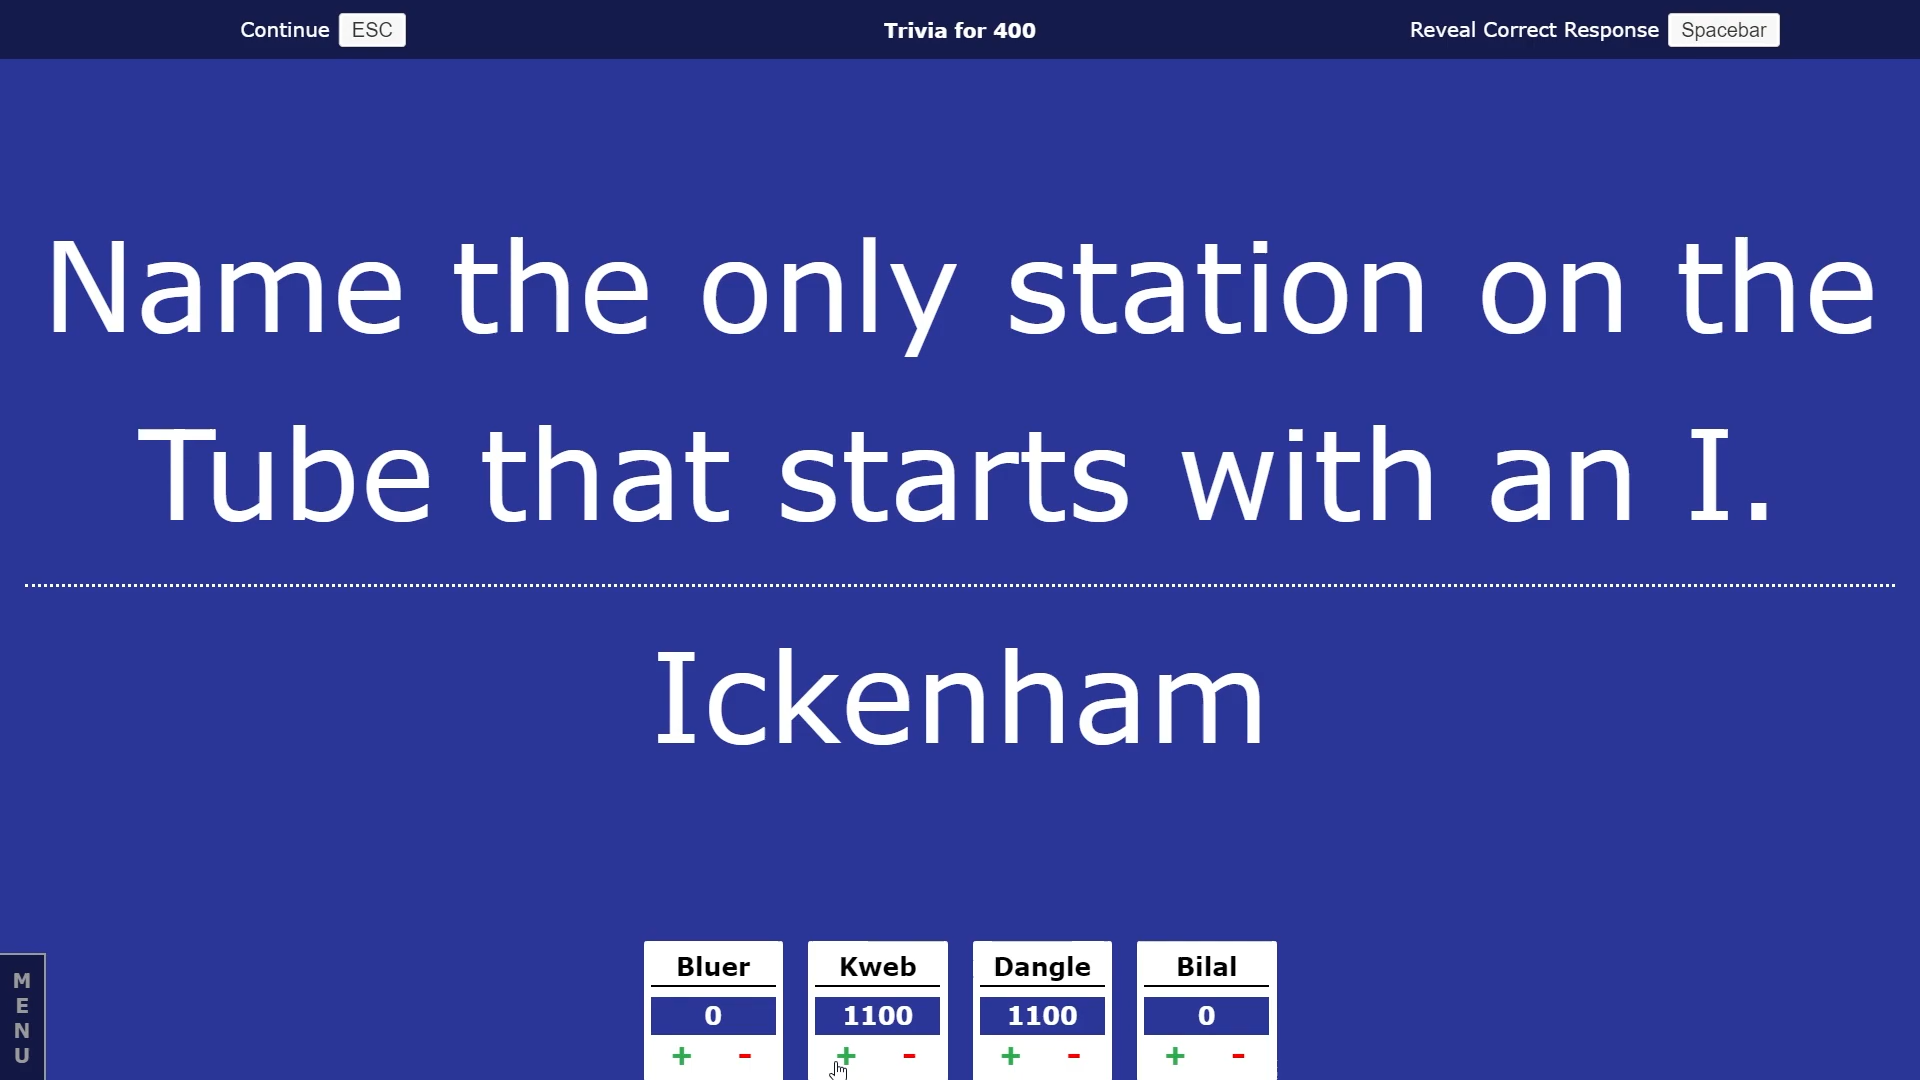 Continue ESC Trivia for 400 Reveal Correct Response Spacebar
Name the only station on the
Tube that starts with an I.
Ickenham
MENU
Bluer Kweb Dangle Bilal
0 1100 1100 0
+ - + - + - + -